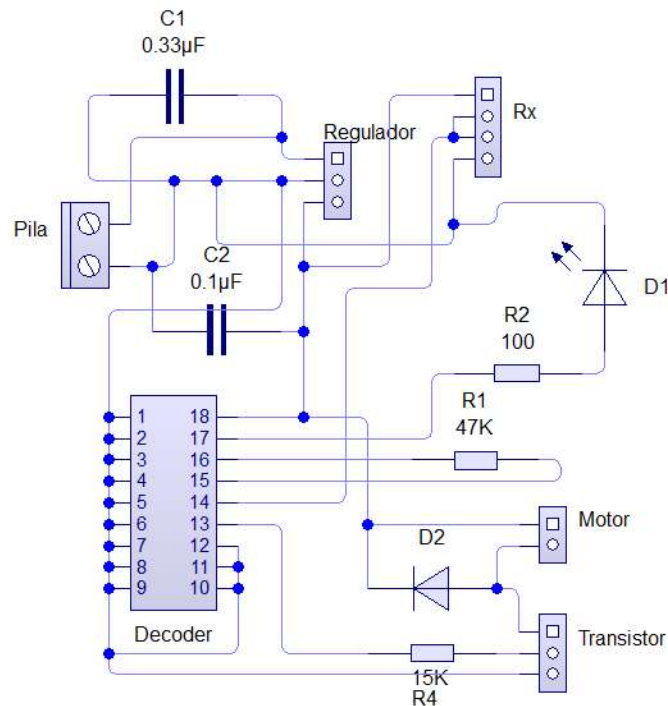 C1
0.33µF
Regulador
Rx
Pila
C2
0.1µF
D1
R2
100
R1
47K
1 18
2 17
3 16
4 15
5 14
6 13
7 12
8 11
9 10
Decoder
D2
Motor
Transistor
15K
R4